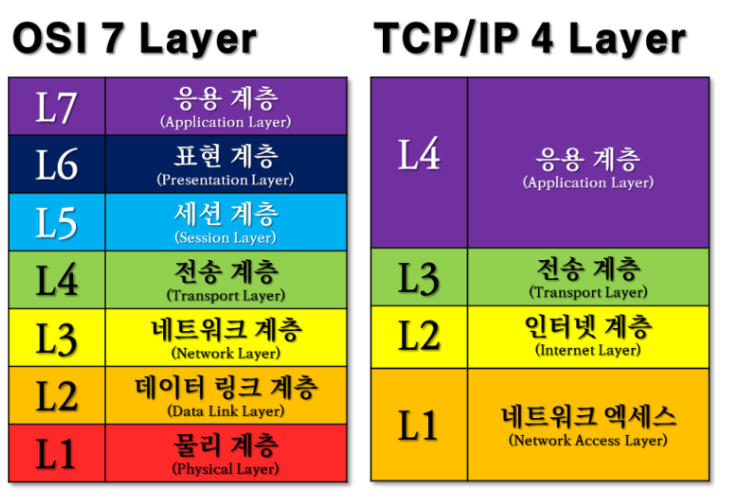 OSI 7 Layer
L7
응용 계층
(Application Layer)
L6
표현 계층
(Presentation Layer)
L5
세션 계층
(Session Layer)
L4
전송 계층
(Transport Layer)
L3
네트워크 계층
(Network Layer)
L2
데이터 링크 계층
(Data Link Layer)
L1
물리 계층
(Physical Layer)
TCP/IP 4 Layer
L4
응용 계층
(Application Layer)
L3
전송 계층
(Transport Layer)
L2
인터넷 계층
(Internet Layer)
L1
네트워크 엑세스
(Network Access Layer)